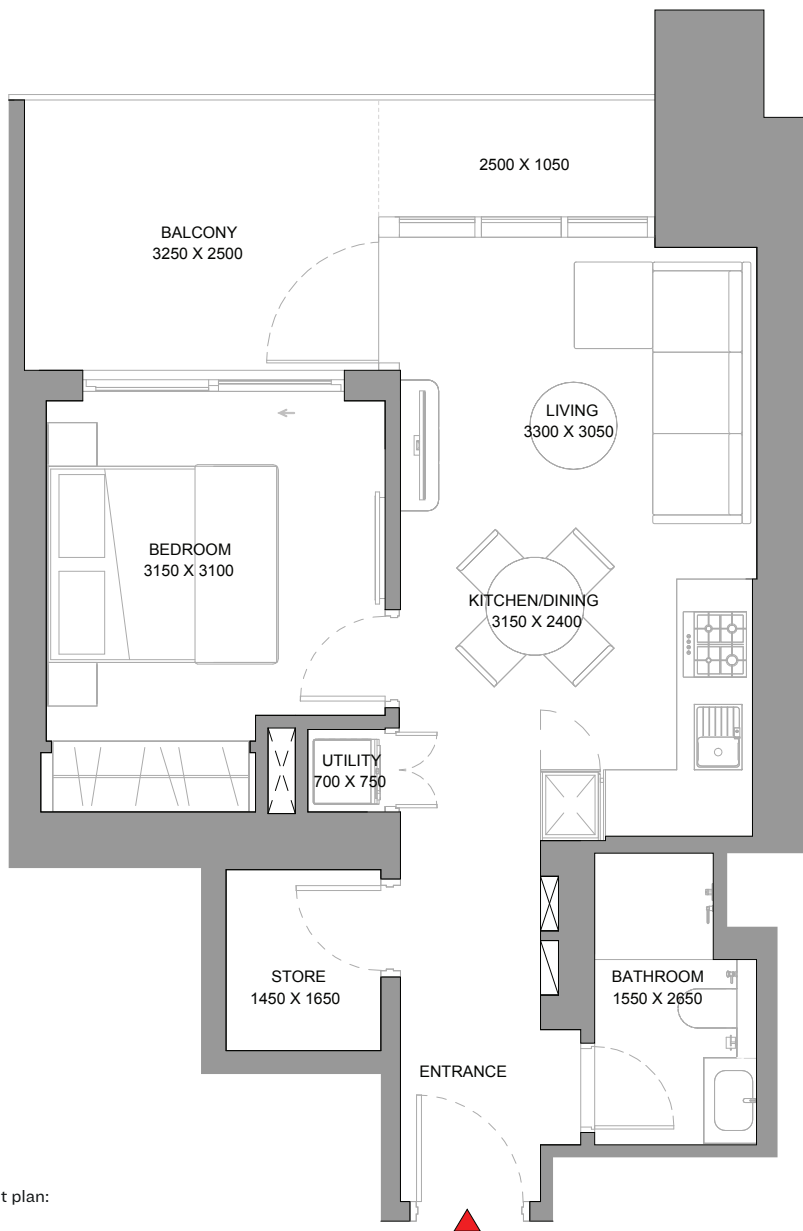 2500 X 1050
BALCONY
3250 X 2500
LIVING
3300 X 3050
BEDROOM
3150 X 3100
KITCHEN/DINING
3150 X 2400
UTILITY
700 X 750
STORE
1450 X 1650
BATHROOM
1550 X 2650
ENTRANCE
t plan: